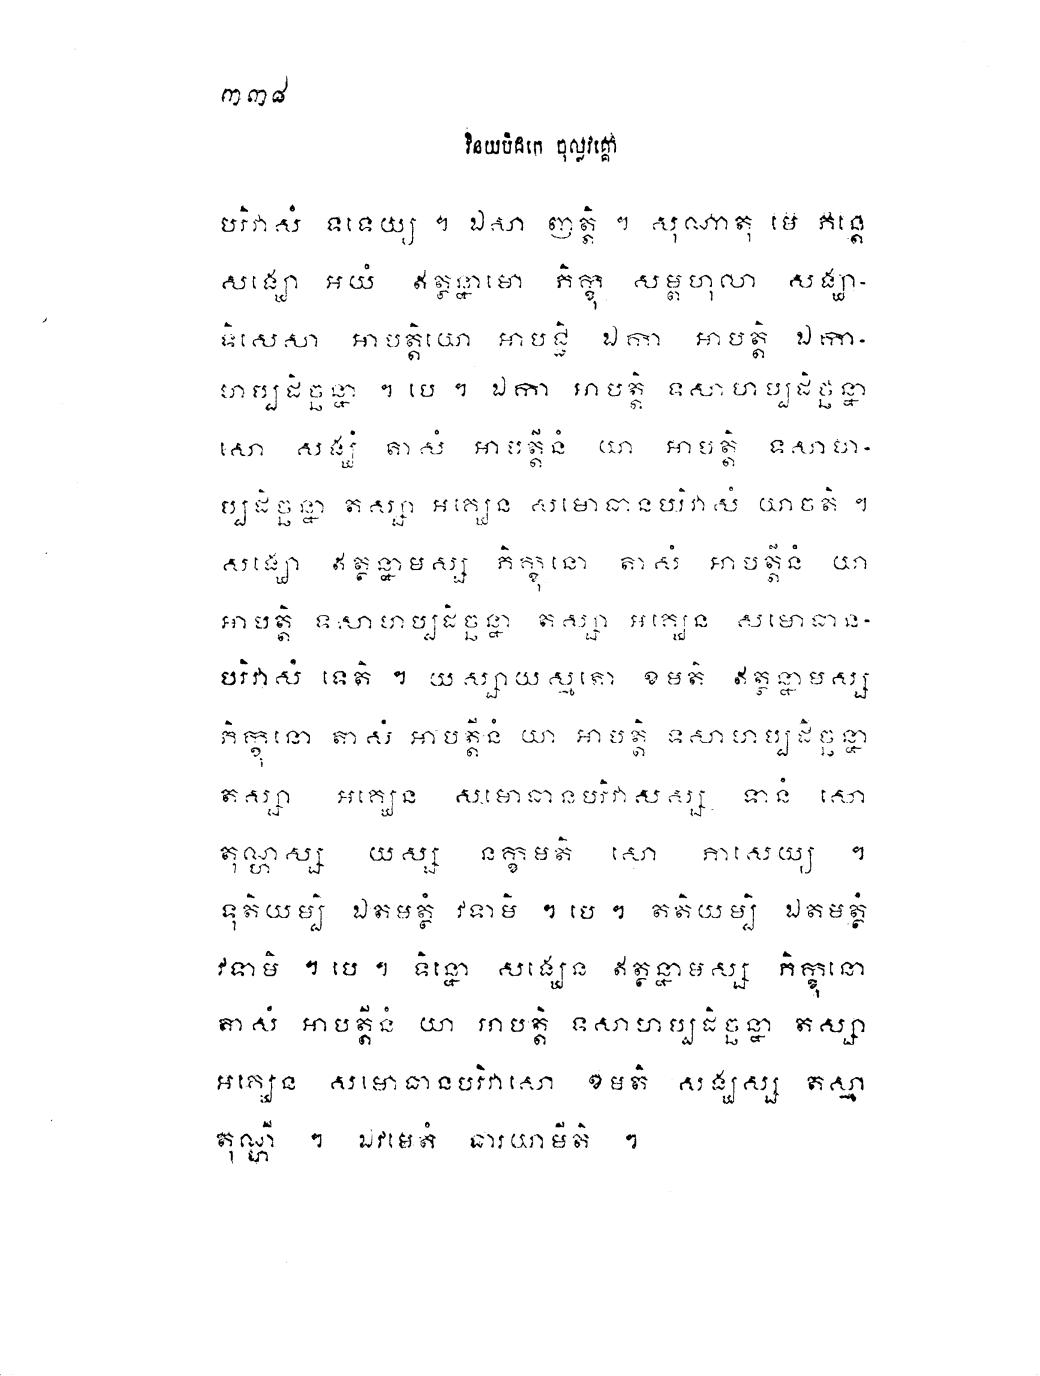 ៣៣៨
វិនយបិដកេ ចុល្លវគ្គោ
បរិវាសំ ទទេយ្យ ។ ឯសា ញត្តិ ។ សុណាតុ មេ ភន្តេ
សង្ឃោ អយំ ឥត្ថន្នាមោ ភិក្ខុ សម្ពហុលា សង្ឃា-
ទិសេសា អាបត្តិយោ អាបជ្ជិ ឯកា អាបត្តិ ឯកា-
ហប្បដិច្ឆន្នា ។ បេ ។ ឯកា អាបត្តិ ទសាហប្បដិច្ឆន្នា
សោ សង្ឃំ តាសំ អាបត្តីនំ យា អាបត្តិ ទសាហ-
ប្បដិច្ឆន្នា តស្សា អគ្ឃេន សមោធានបរិវាសំ យាចតិ ។
សង្ឃោ ឥត្ថន្នាមស្ស ភិក្ខុនោ តាសំ អាបត្តីនំ យា
អាបត្តិ ទសាហប្បដិច្ឆន្នា តស្សា អគ្ឃេន សមោធាន-
បរិវាសំ ទេតិ ។ យស្សាយស្មតោ ខមតិ ឥត្ថន្នាមស្ស
ភិក្ខុនោ តាសំ អាបត្តីនំ យា អាបត្តិ ទសាហប្បដិច្ឆន្នា
តស្សា អគ្ឃេន សមោធានបរិវាសស្ស ទានំ សោ
តុណ្ហស្ស យស្ស នក្ខមតិ សោ ភាសេយ្យ ។
ទុតិយម្បិ ឯតមត្ថំ វទាមិ ។ បេ ។ តតិយម្បិ ឯតមត្ថំ
វទាមិ ។ បេ ។ ទិន្នោ សង្ឃេន ឥត្ថន្នាមស្ស ភិក្ខុនោ
តាសំ អាបត្តីនំ យា អាបត្តិ ទសាហប្បដិច្ឆន្នា តស្សា
អគ្ឃេន សមោធានបរិវាសោ ខមតិ សង្ឃស្ស តស្មា
តុណ្ហី ។ ឯវមេតំ ធារយាមីតិ ។